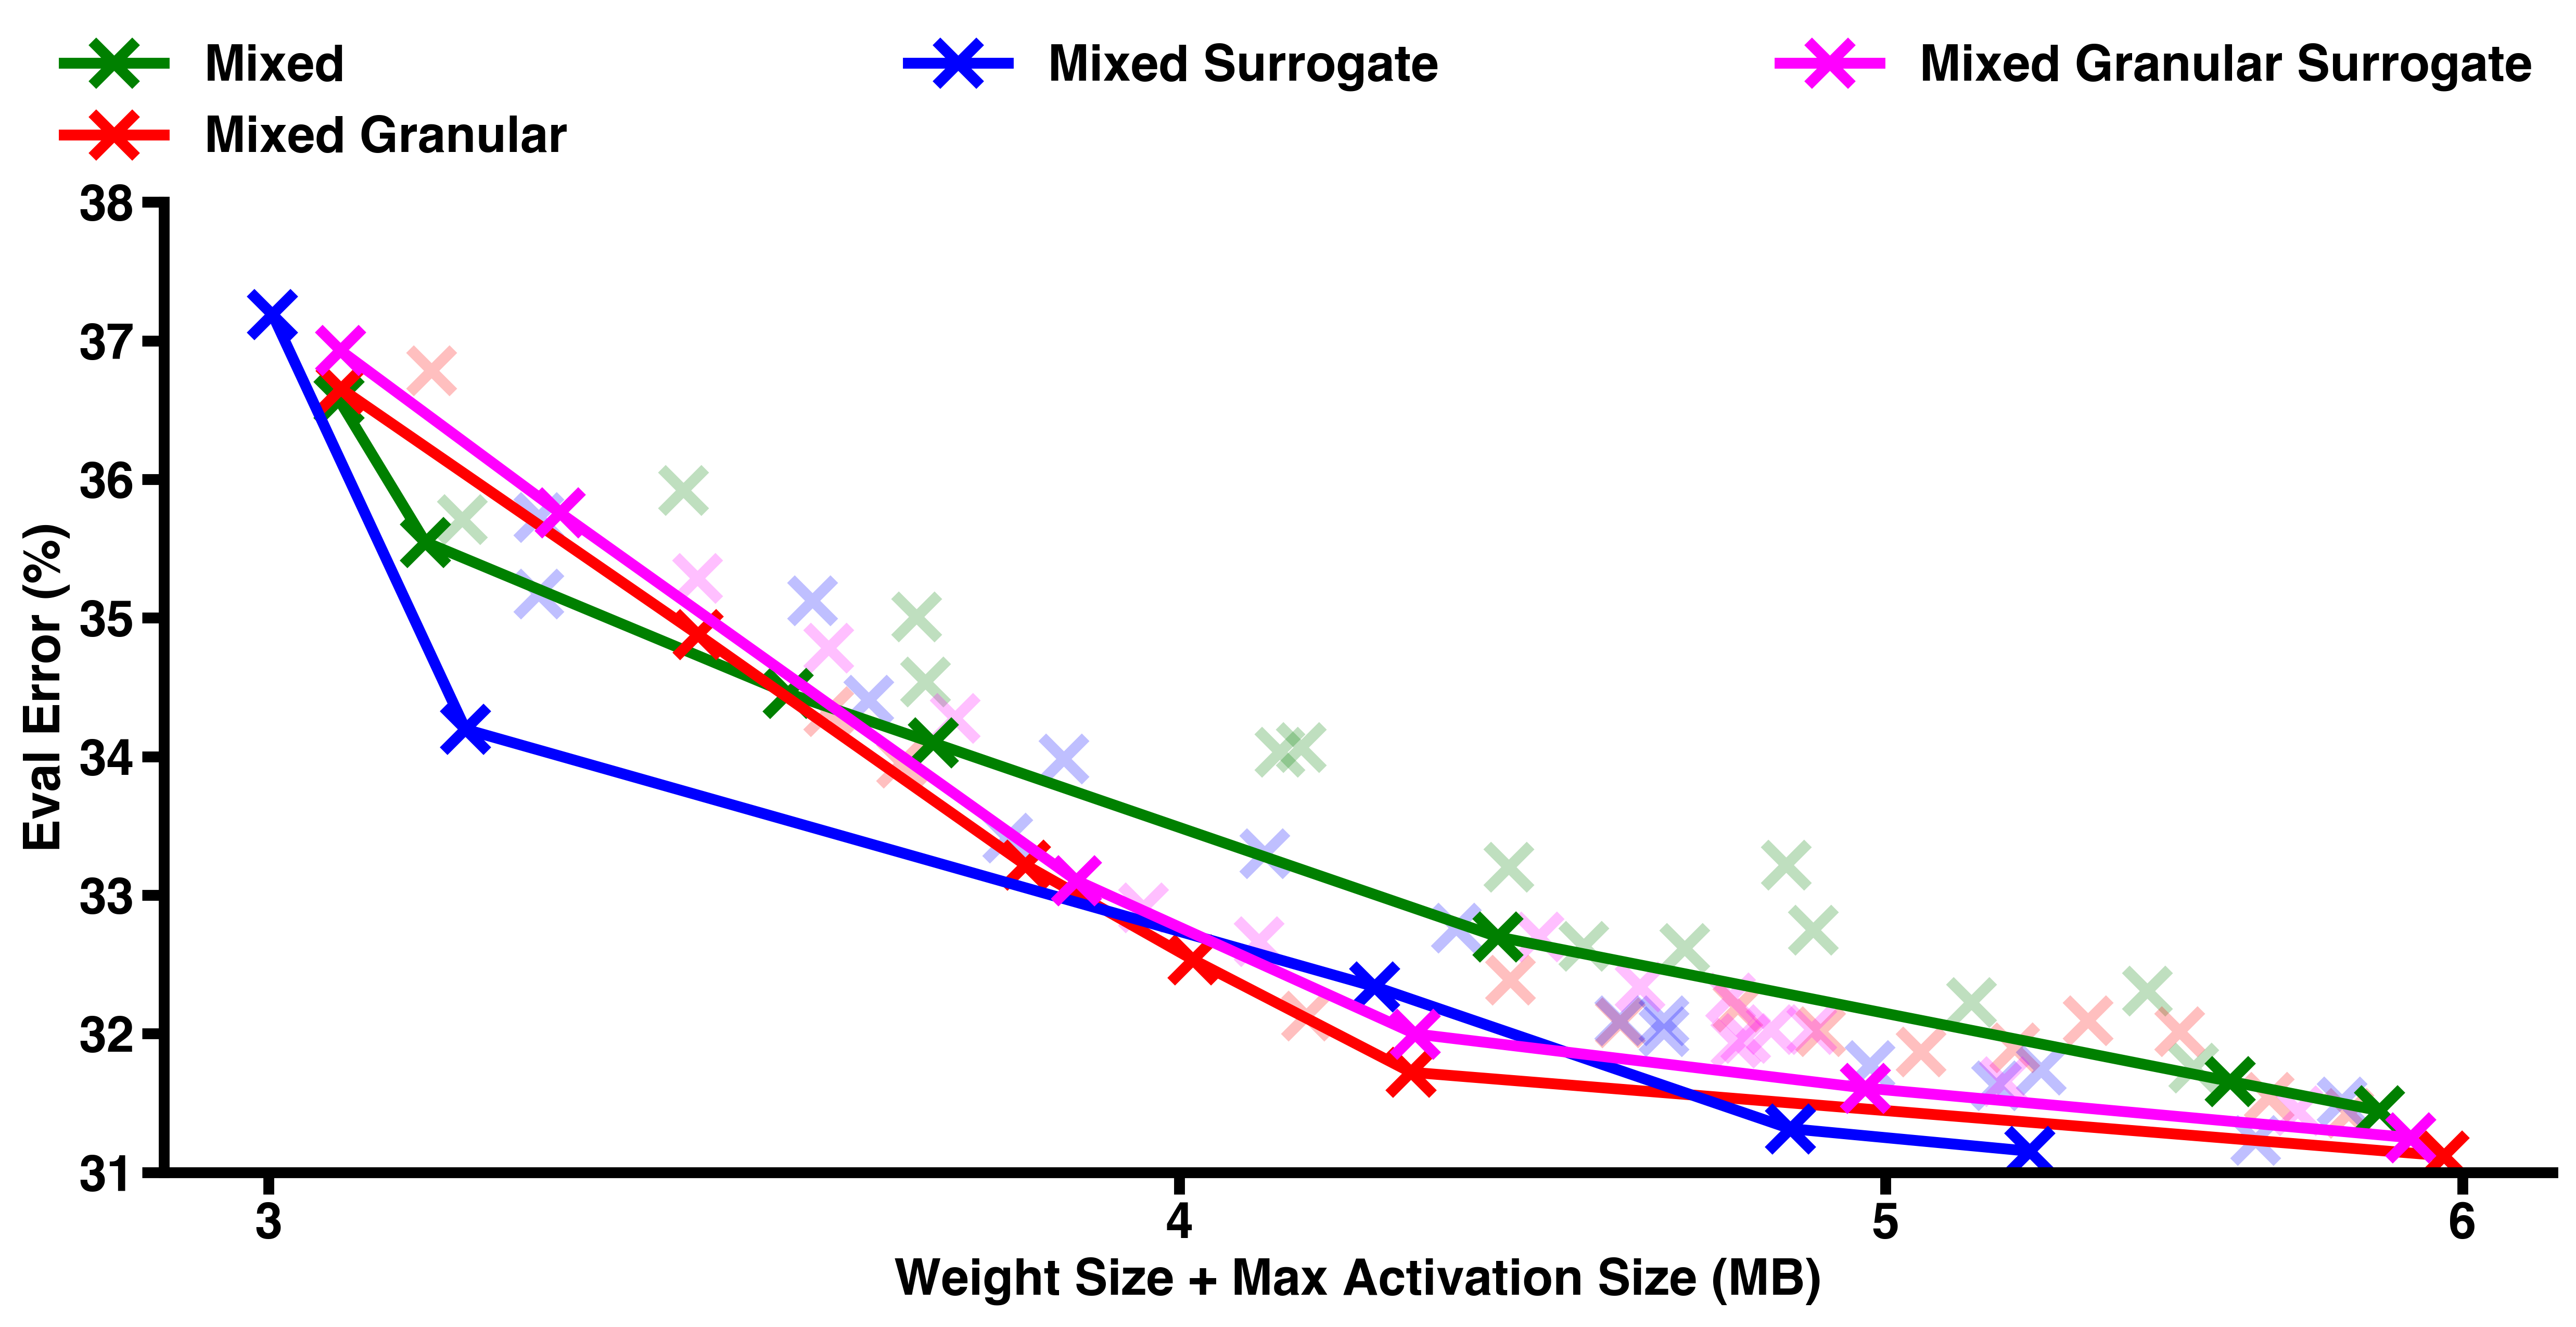 Mixed
Mixed Surrogate
Mixed Granular Surrogate
Mixed Granular
38
37
36
35
34
33
32
31
Eval Error (%)
3
4
5
6
Weight Size + Max Activation Size (MB)